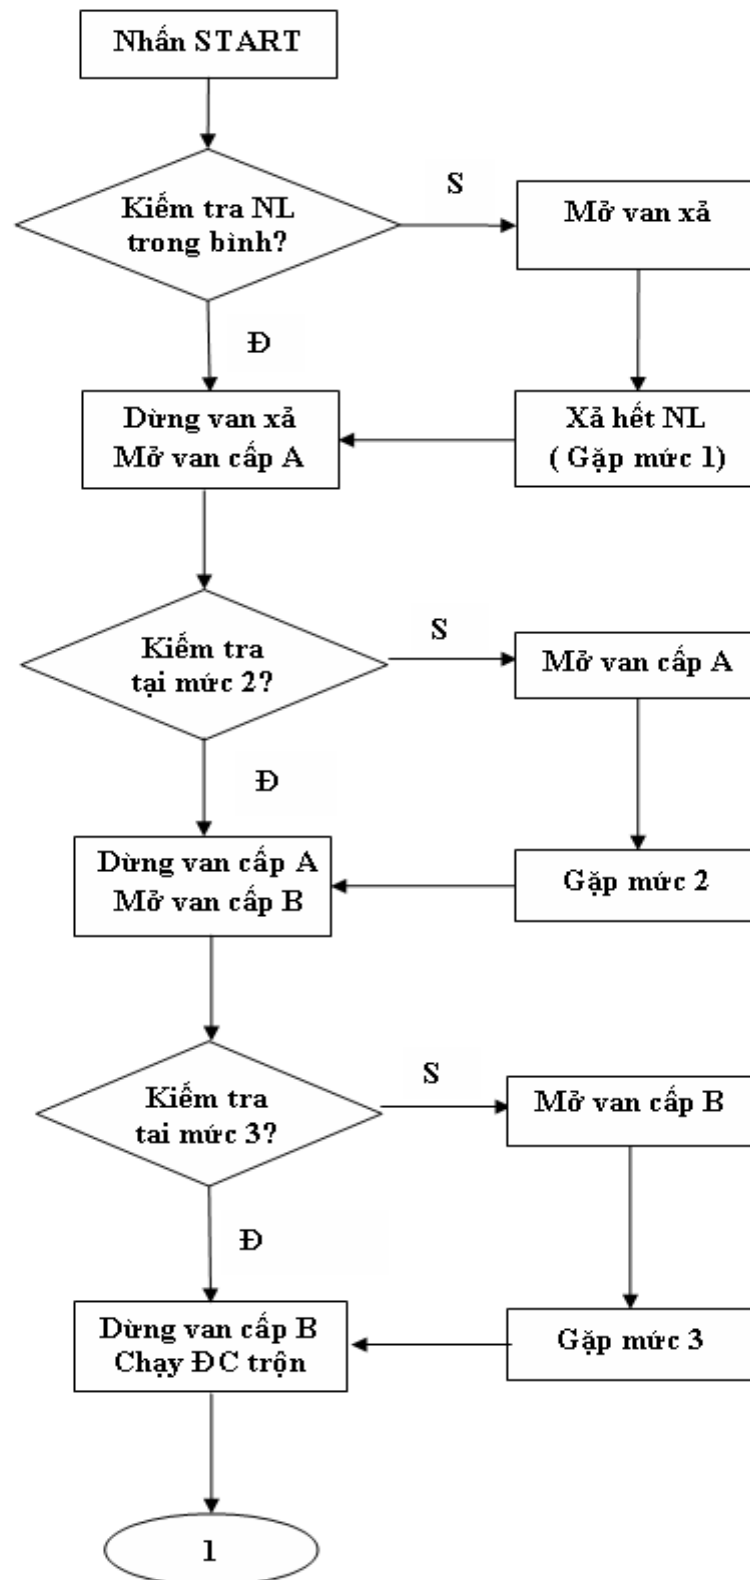 Nhấn START
Kiểm tra NL
trong bình?
S
Mở van xả
Đ
Dừng van xả
Mở van cấp A
Xả hết NL
( Gặp mức 1)
Kiểm tra
tại mức 2?
S
Mở van cấp A
Đ
Dừng van cấp A
Mở van cấp B
Gặp mức 2
Kiểm tra
tai mức 3?
S
Mở van cấp B
Đ
Dừng van cấp B
Chạy ĐC trộn
Gặp mức 3
1